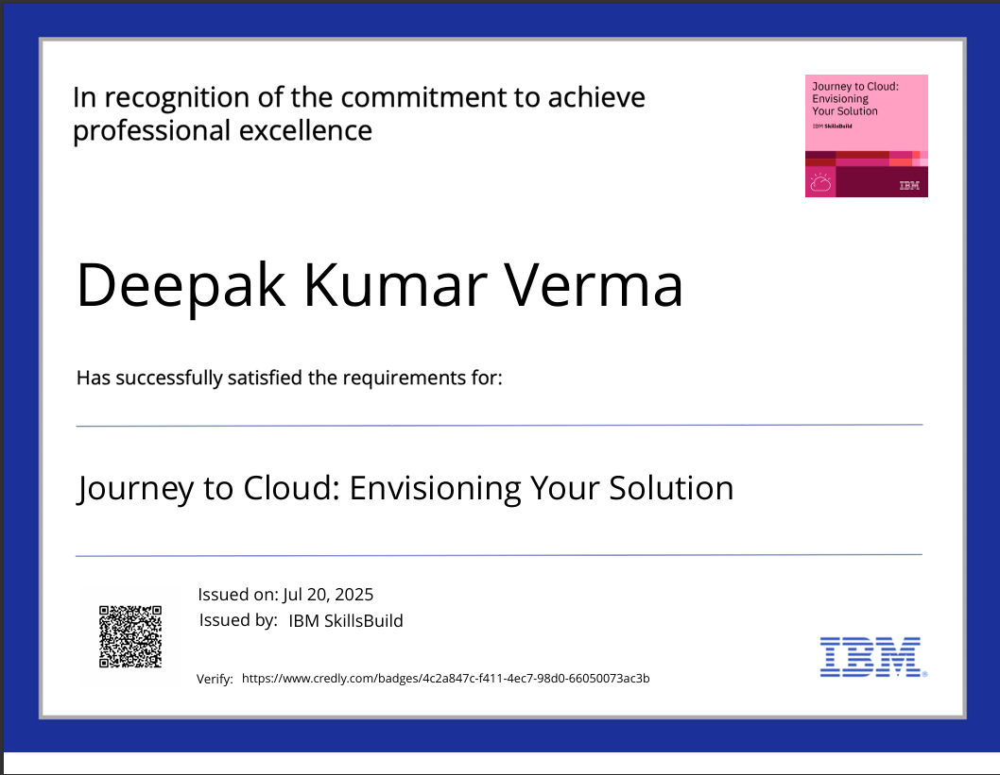 In recognition of the commitment to achieve
professional excellence
Journey to Cloud:
Envisioning
Your Solution
IBM SkillsBuild
IBM
Deepak Kumar Verma
Has successfully satisfied the requirements for:
Journey to Cloud: Envisioning Your Solution
Issued on: Jul 20, 2025
Issued by: IBM SkillsBuild
Verify: https://www.credly.com/badges/4c2a847c-f411-4ec7-98d0-66050073ac3b
IBM®